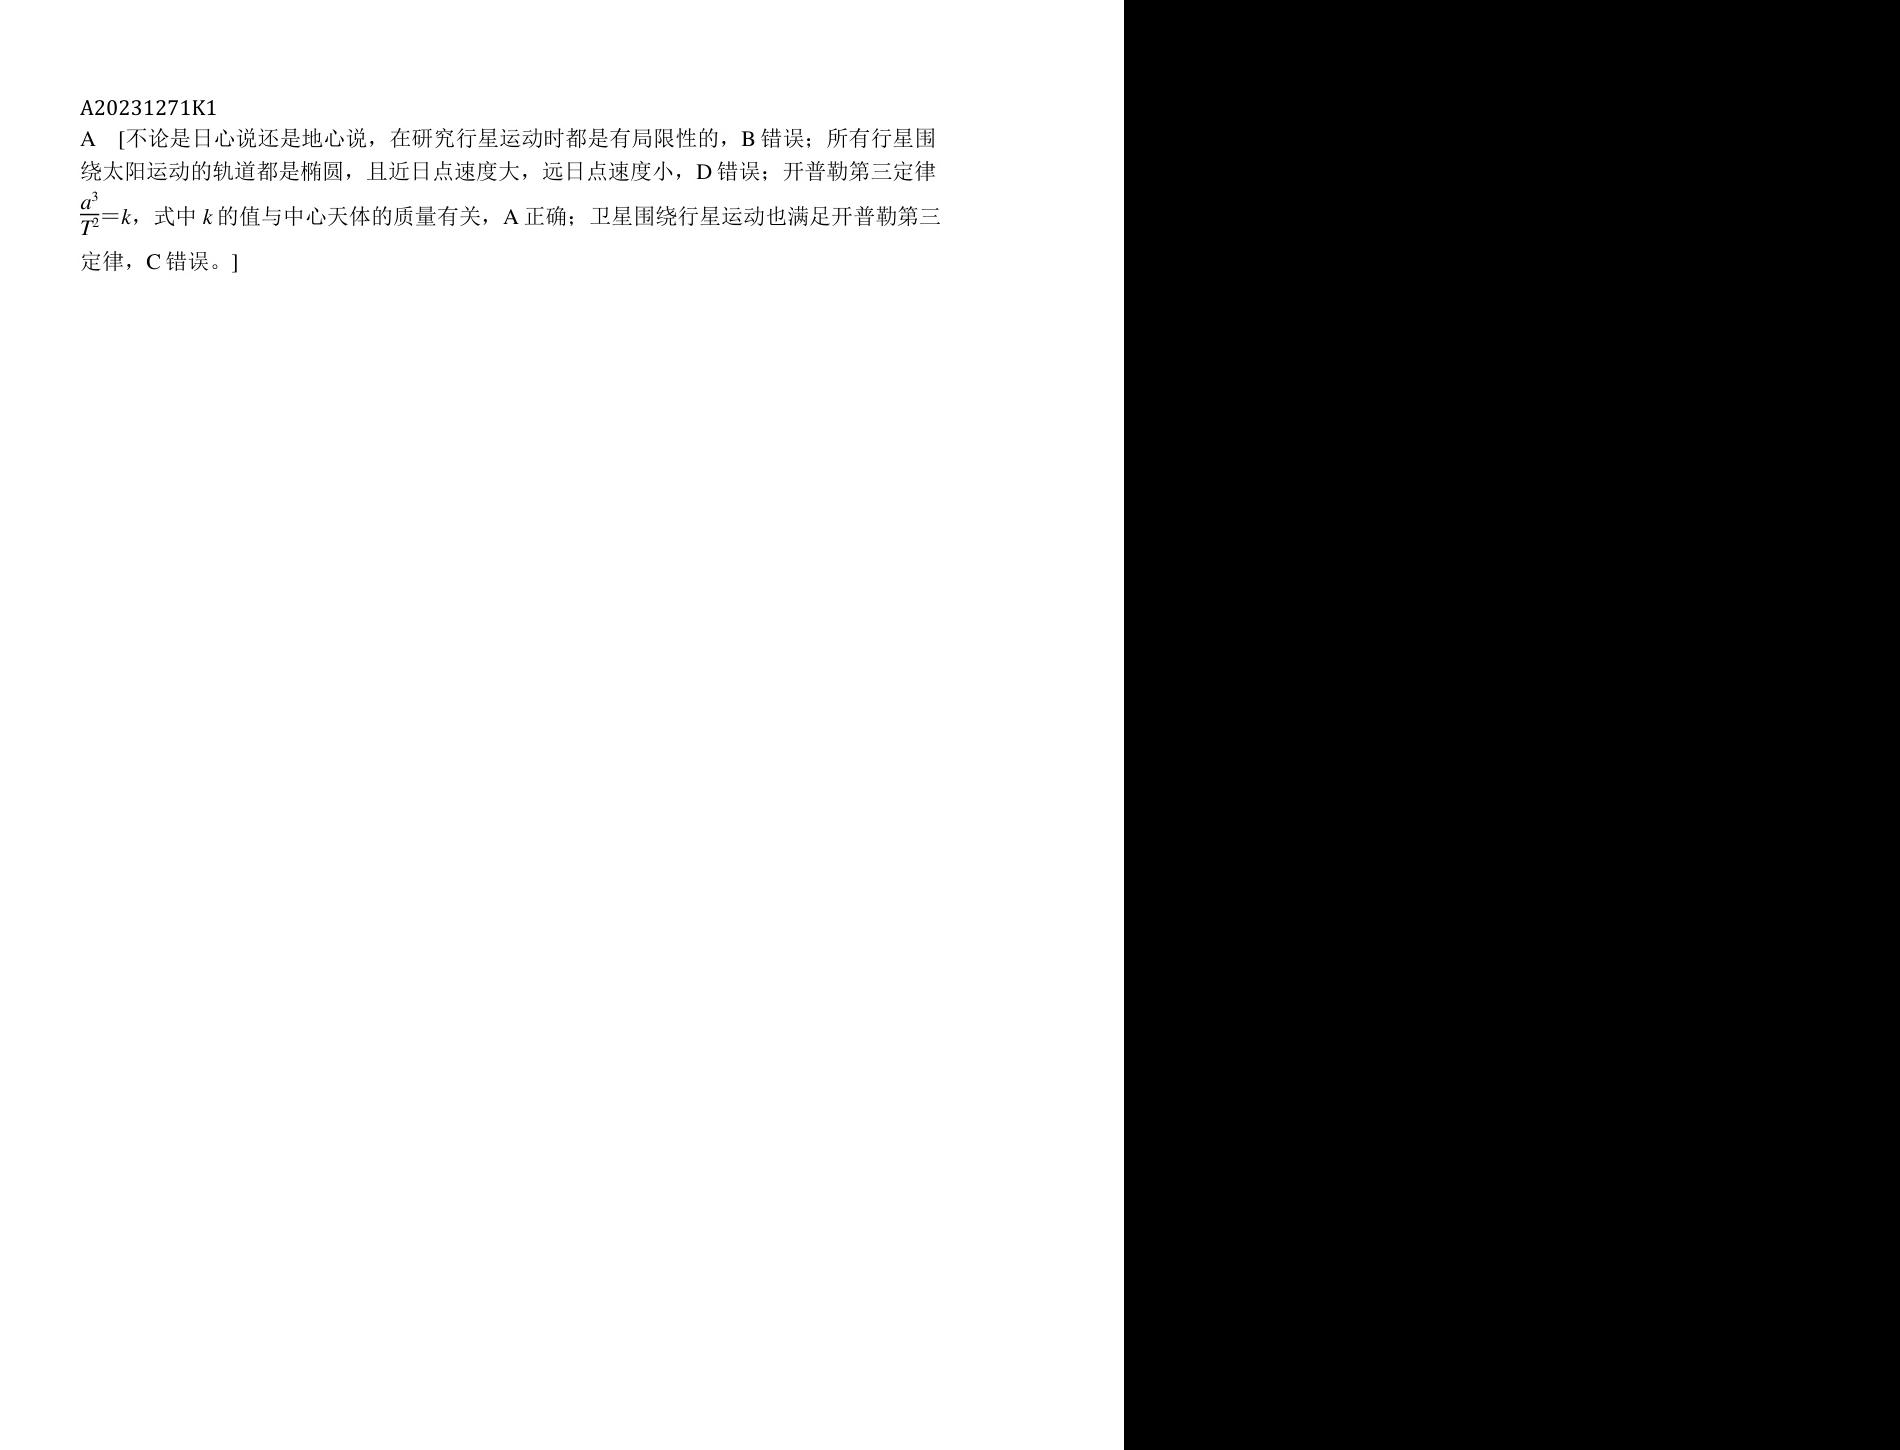 A20231271K1
A [不论是日心说还是地心说，在研究行星运动时都是有局限性的，B 错误；所有行星围
绕太阳运动的轨道都是椭圆，且近日点速度大，远日点速度小，D 错误；开普勒第三定律
a³/T²=k，式中 k 的值与中心天体的质量有关，A 正确；卫星围绕行星运动也满足开普勒第三
定律，C 错误。]